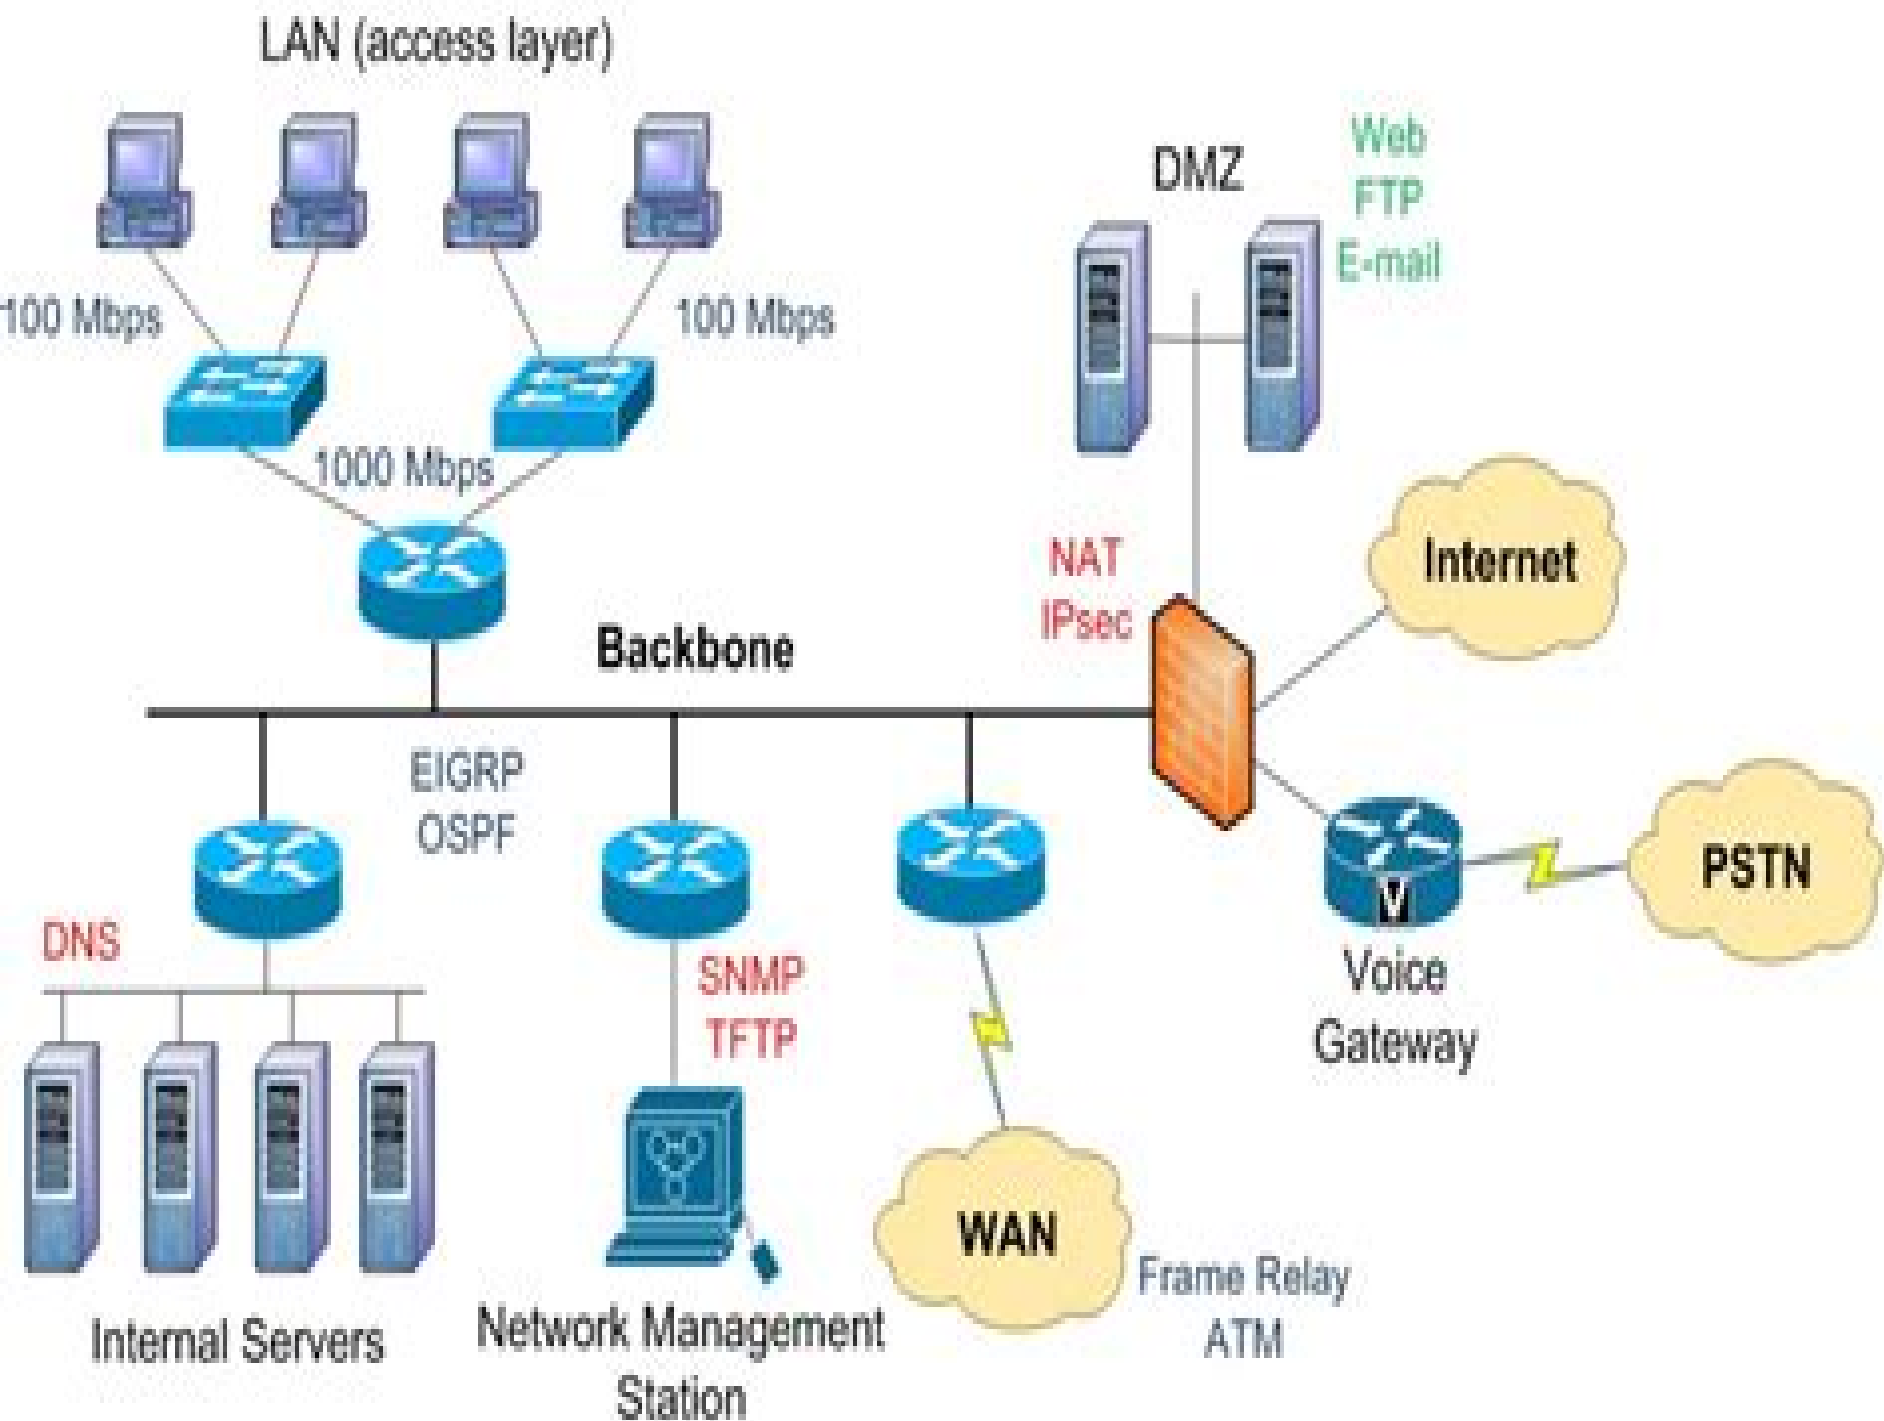 LAN (access layer)
100 Mbps
100 Mbps
1000 Mbps
DMZ
Web
FTP
E-mail
NAT
IPsec
Internet
Backbone
EIGRP
OSPF
PSTN
V
Voice
Gateway
DNS
SNMP
TFTP
WAN
Frame Relay
ATM
Internal Servers
Network Management
Station